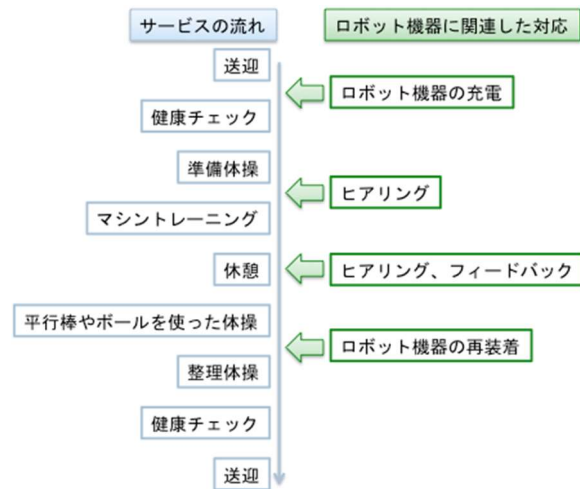 サービスの流れ
ロボット機器に関連した対応
送迎
ロボット機器の充電
健康チェック
準備体操
ヒアリング
マシントレーニング
休憩
ヒアリング、フィードバック
平行棒やボールを使った体操
ロボット機器の再装着
整理体操
健康チェック
送迎